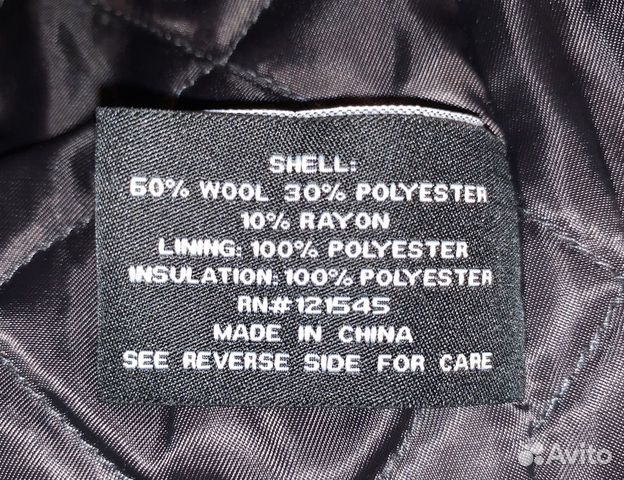 SHELL:
60% WOOL 30% POLYESTER
10% RAYON
LINING: 100% POLYESTER
INSULATION: 100% POLYESTER
RN#121545
MADE IN CHINA
SEE REVERSE SIDE FOR CARE
Avito